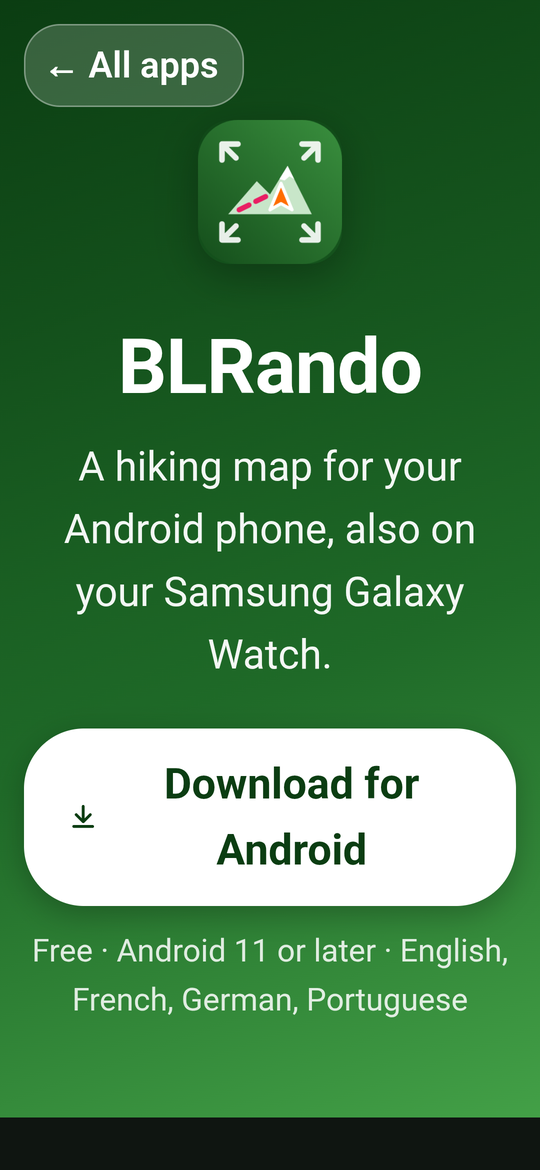 ← All apps
BLRando
A hiking map for your
Android phone, also on
your Samsung Galaxy
Watch.
Download for
Android
Free · Android 11 or later · English,
French, German, Portuguese